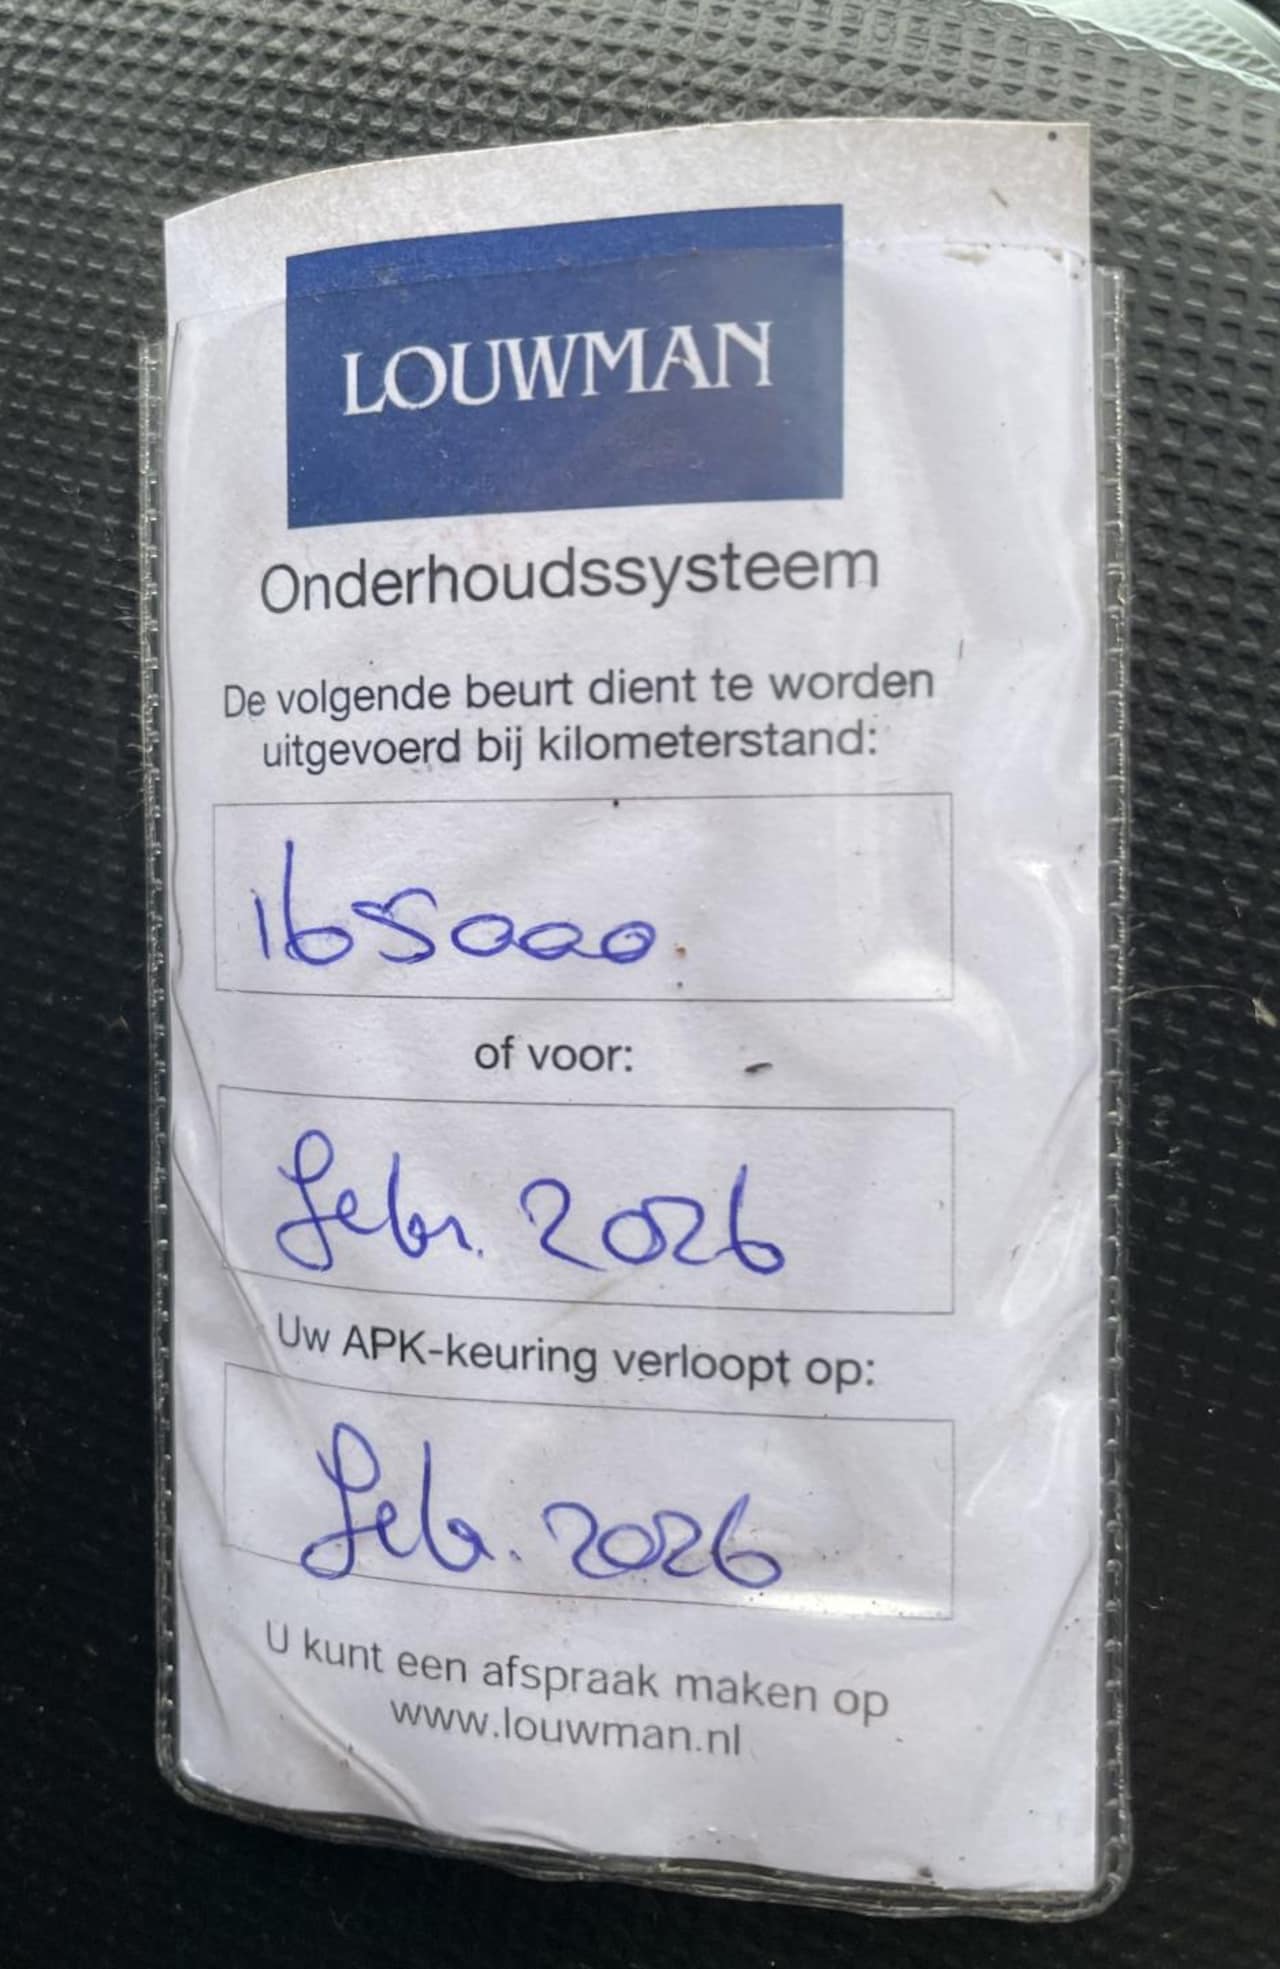 LOUWMAN
Onderhoudssysteem
De volgende beurt dient te worden
uitgevoerd bij kilometerstand:
165000
of voor:
febr. 2026
Uw APK-keuring verloopt op:
feb. 2026
U kunt een afspraak maken op
www.louwman.nl